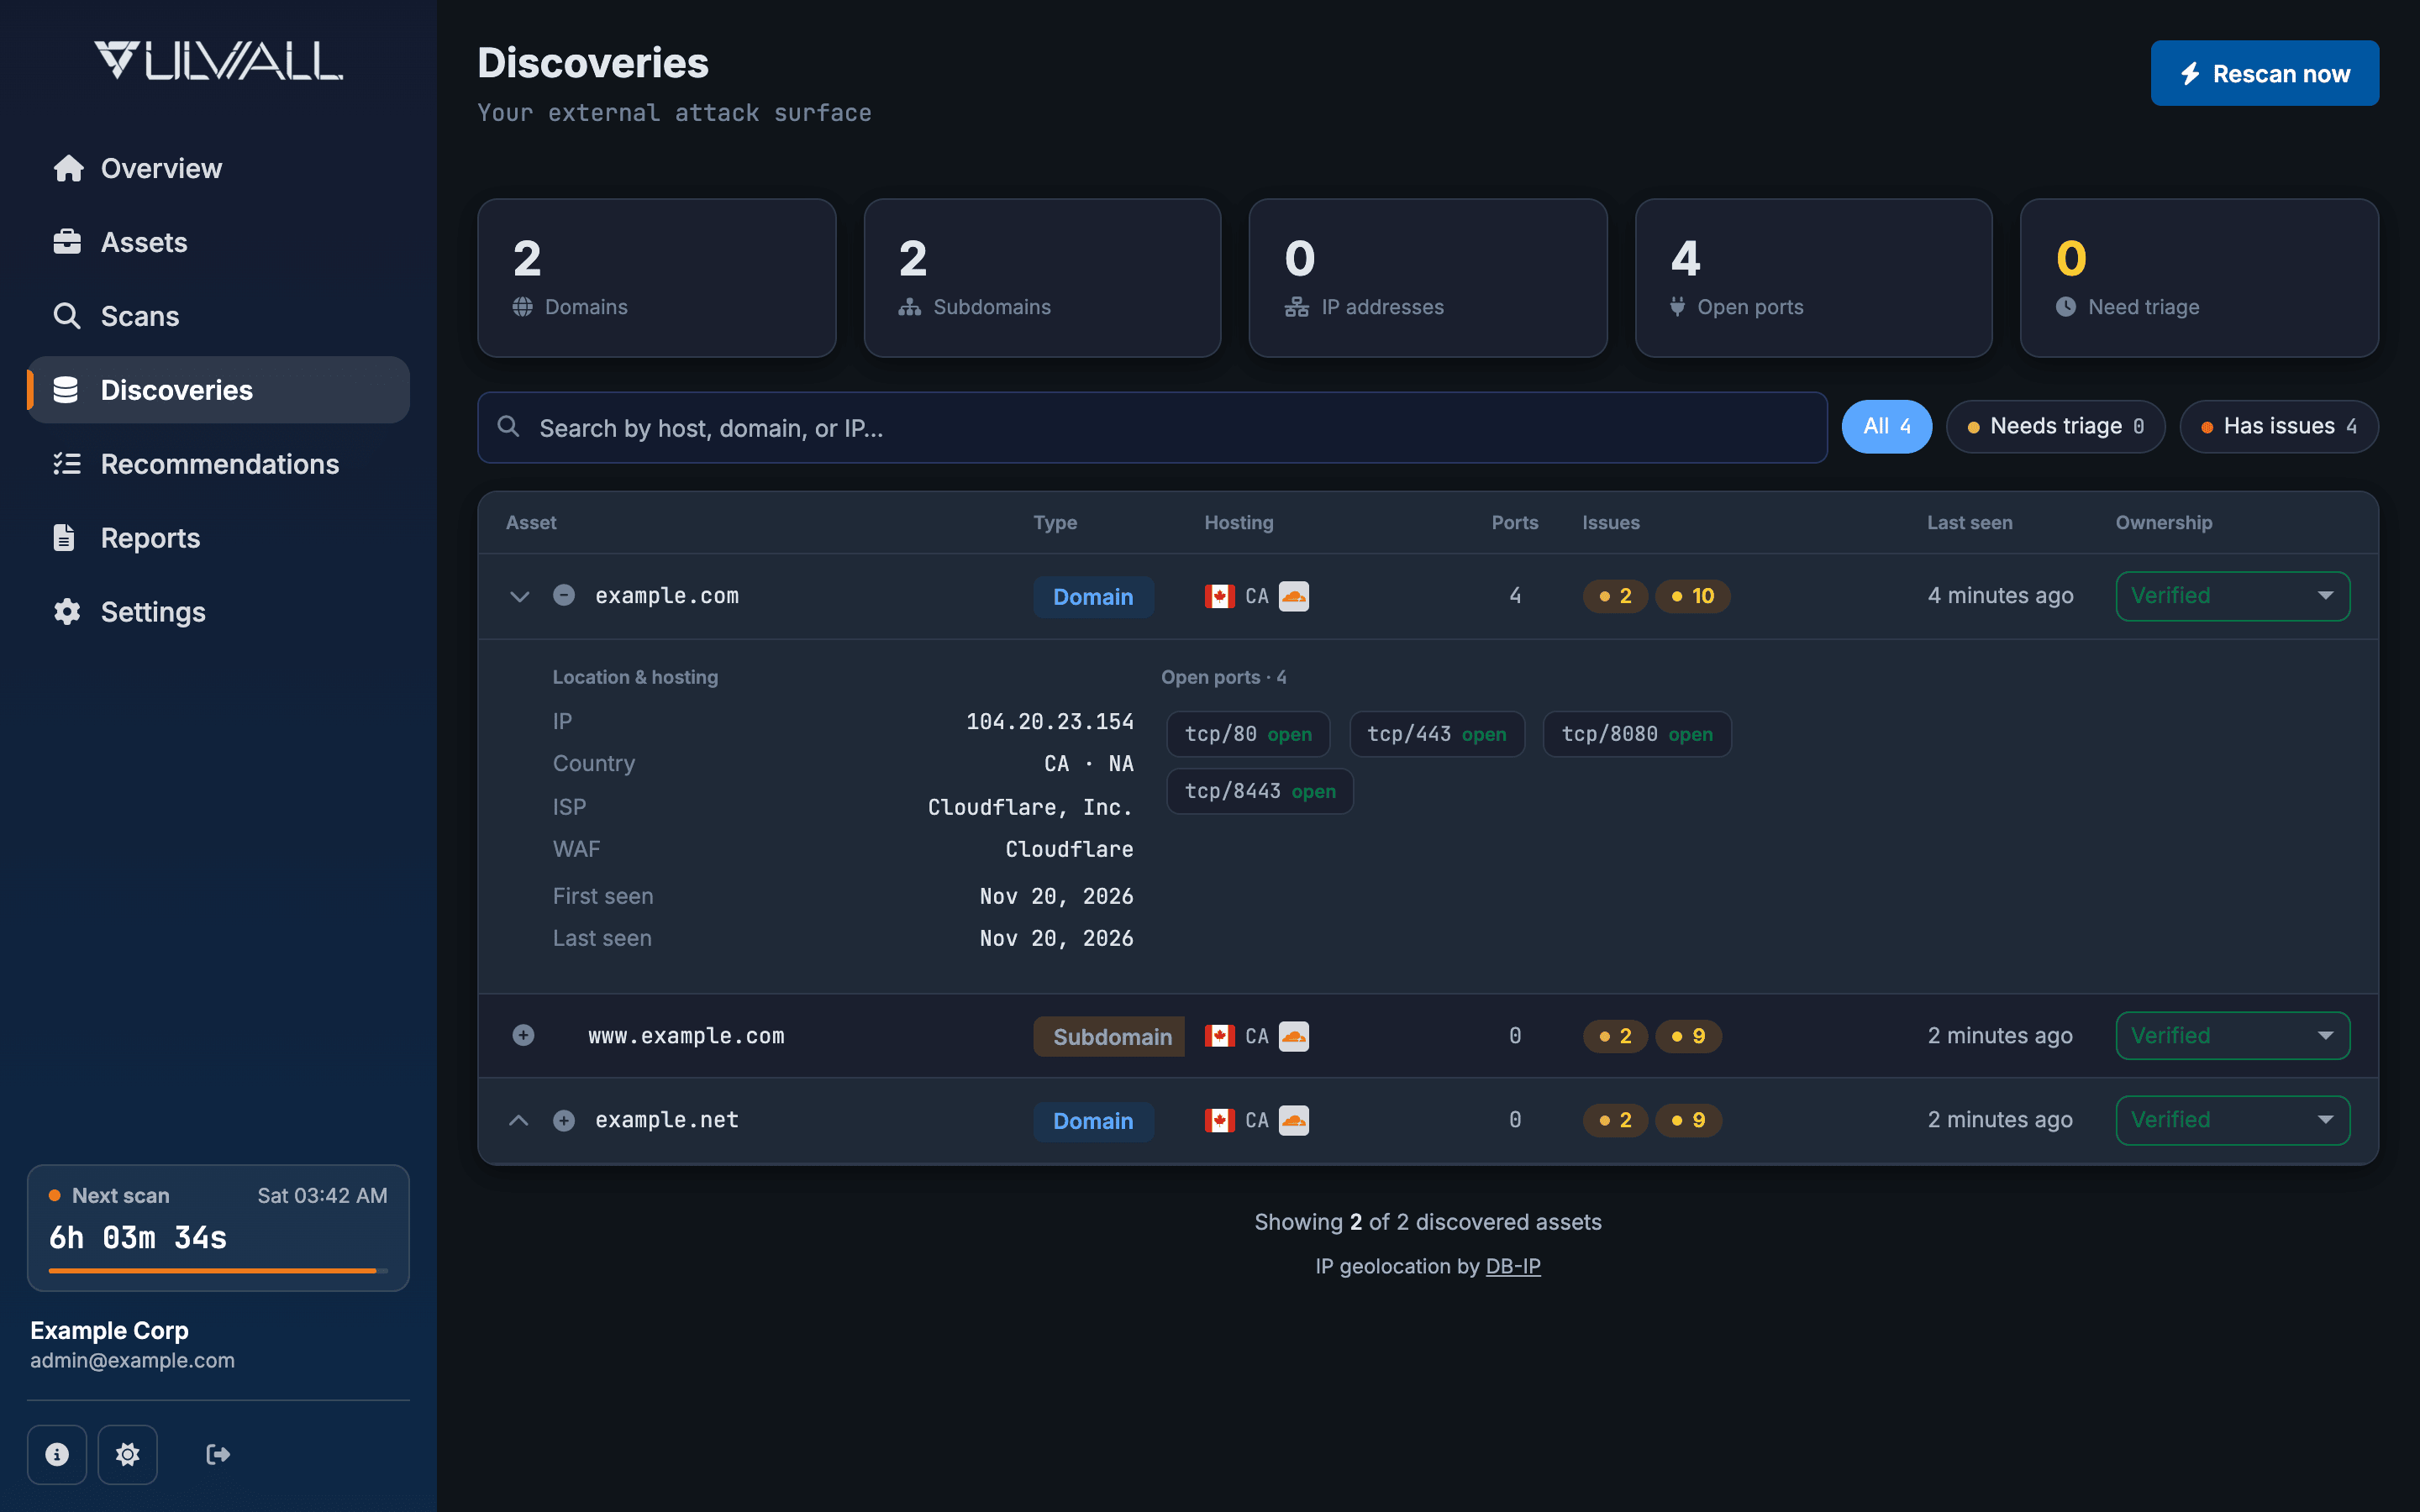 VULWALL
Overview
Assets
Scans
Discoveries
Recommendations
Reports
Settings
Next scan Sat 03:42 AM
6h 03m 34s
Example Corp
admin@example.com
Discoveries
Your external attack surface
Rescan now
2
Domains
2
Subdomains
0
IP addresses
4
Open ports
0
Need triage
Search by host, domain, or IP...
All 4
Needs triage 0
Has issues 4
Asset Type Hosting Ports Issues Last seen Ownership
example.com Domain CA 4 2 10 4 minutes ago Verified
Location & hosting
IP 104.20.23.154
Country CA · NA
ISP Cloudflare, Inc.
WAF Cloudflare
First seen Nov 20, 2026
Last seen Nov 20, 2026
Open ports · 4
tcp/80 open tcp/443 open tcp/8080 open
tcp/8443 open
www.example.com Subdomain CA 0 2 9 2 minutes ago Verified
example.net Domain CA 0 2 9 2 minutes ago Verified
Showing 2 of 2 discovered assets
IP geolocation by DB-IP